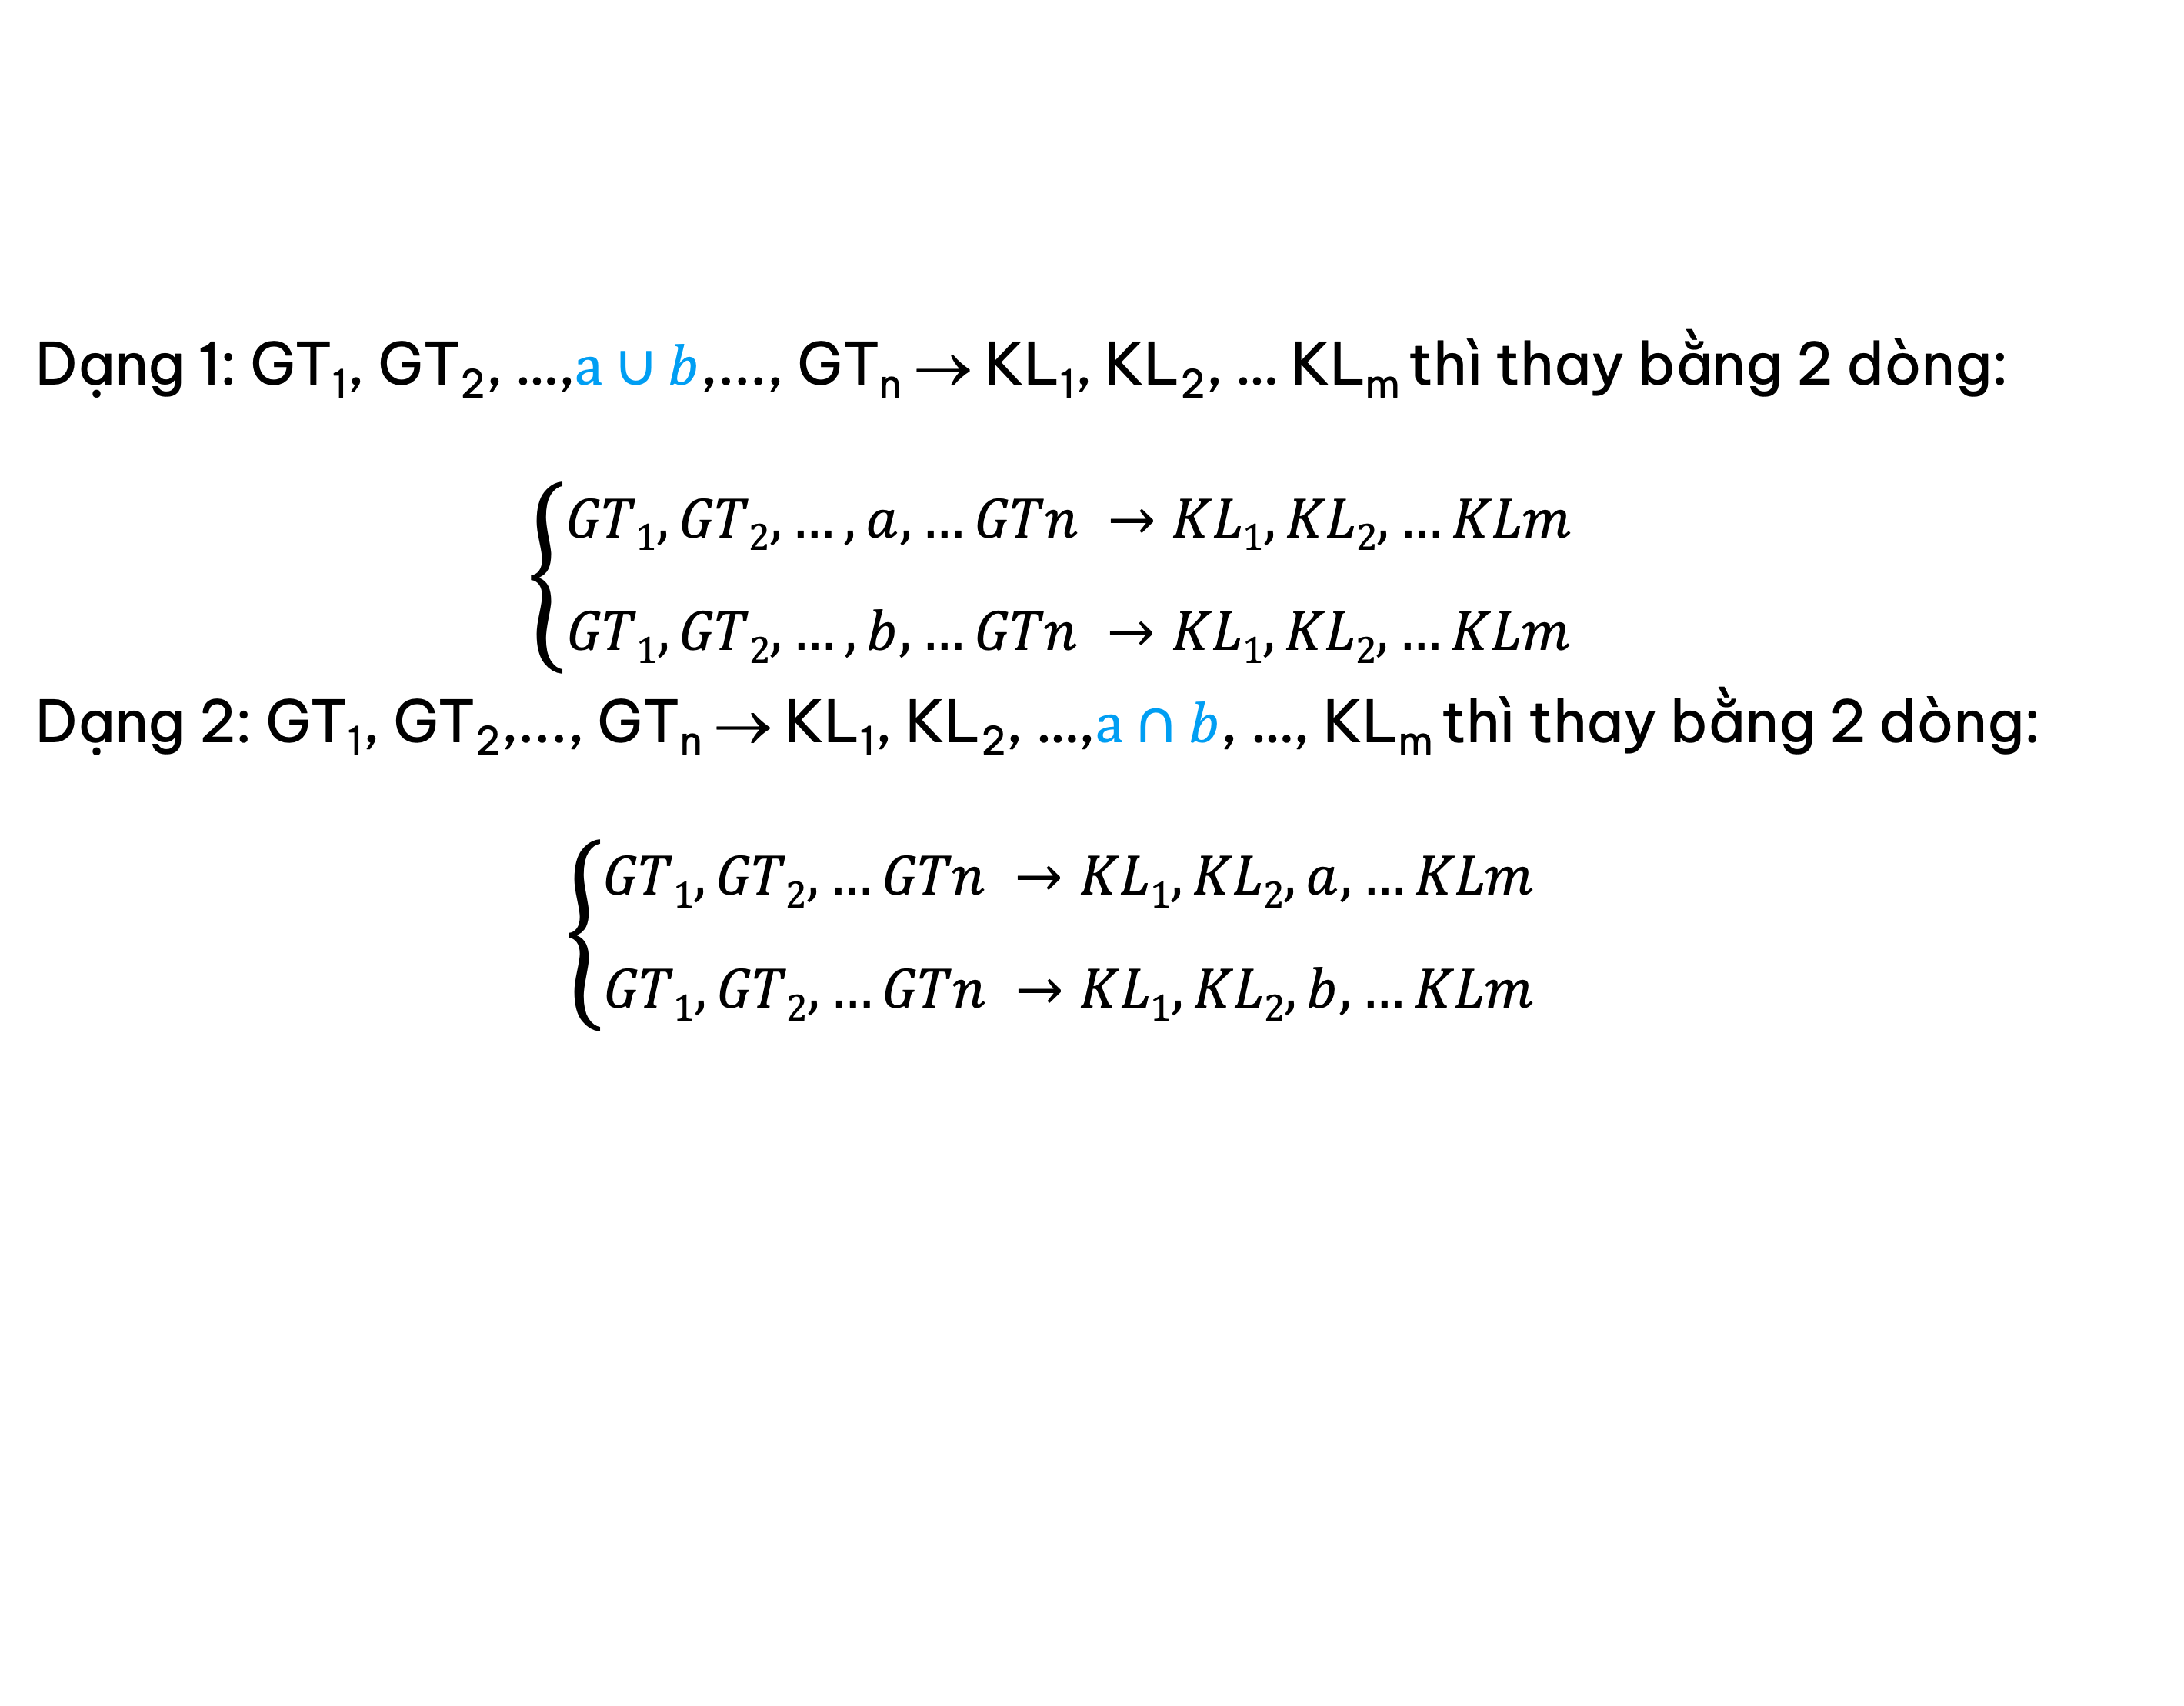 Dạng 1: GT₁, GT₂, ...,a ∪ b,..., GTₙ → KL₁, KL₂, ... KLₘ thì thay bằng 2 dòng:
GT₁, GT₂, … , a, … GTn → KL₁, KL₂, … KLm
GT₁, GT₂, … , b, … GTn → KL₁, KL₂, … KLm
Dạng 2: GT₁, GT₂,..., GTₙ → KL₁, KL₂, ...,a ∩ b, ..., KLₘ thì thay bằng 2 dòng:
GT₁, GT₂, … GTn → KL₁, KL₂, a, … KLm
GT₁, GT₂, … GTn → KL₁, KL₂, b, … KLm